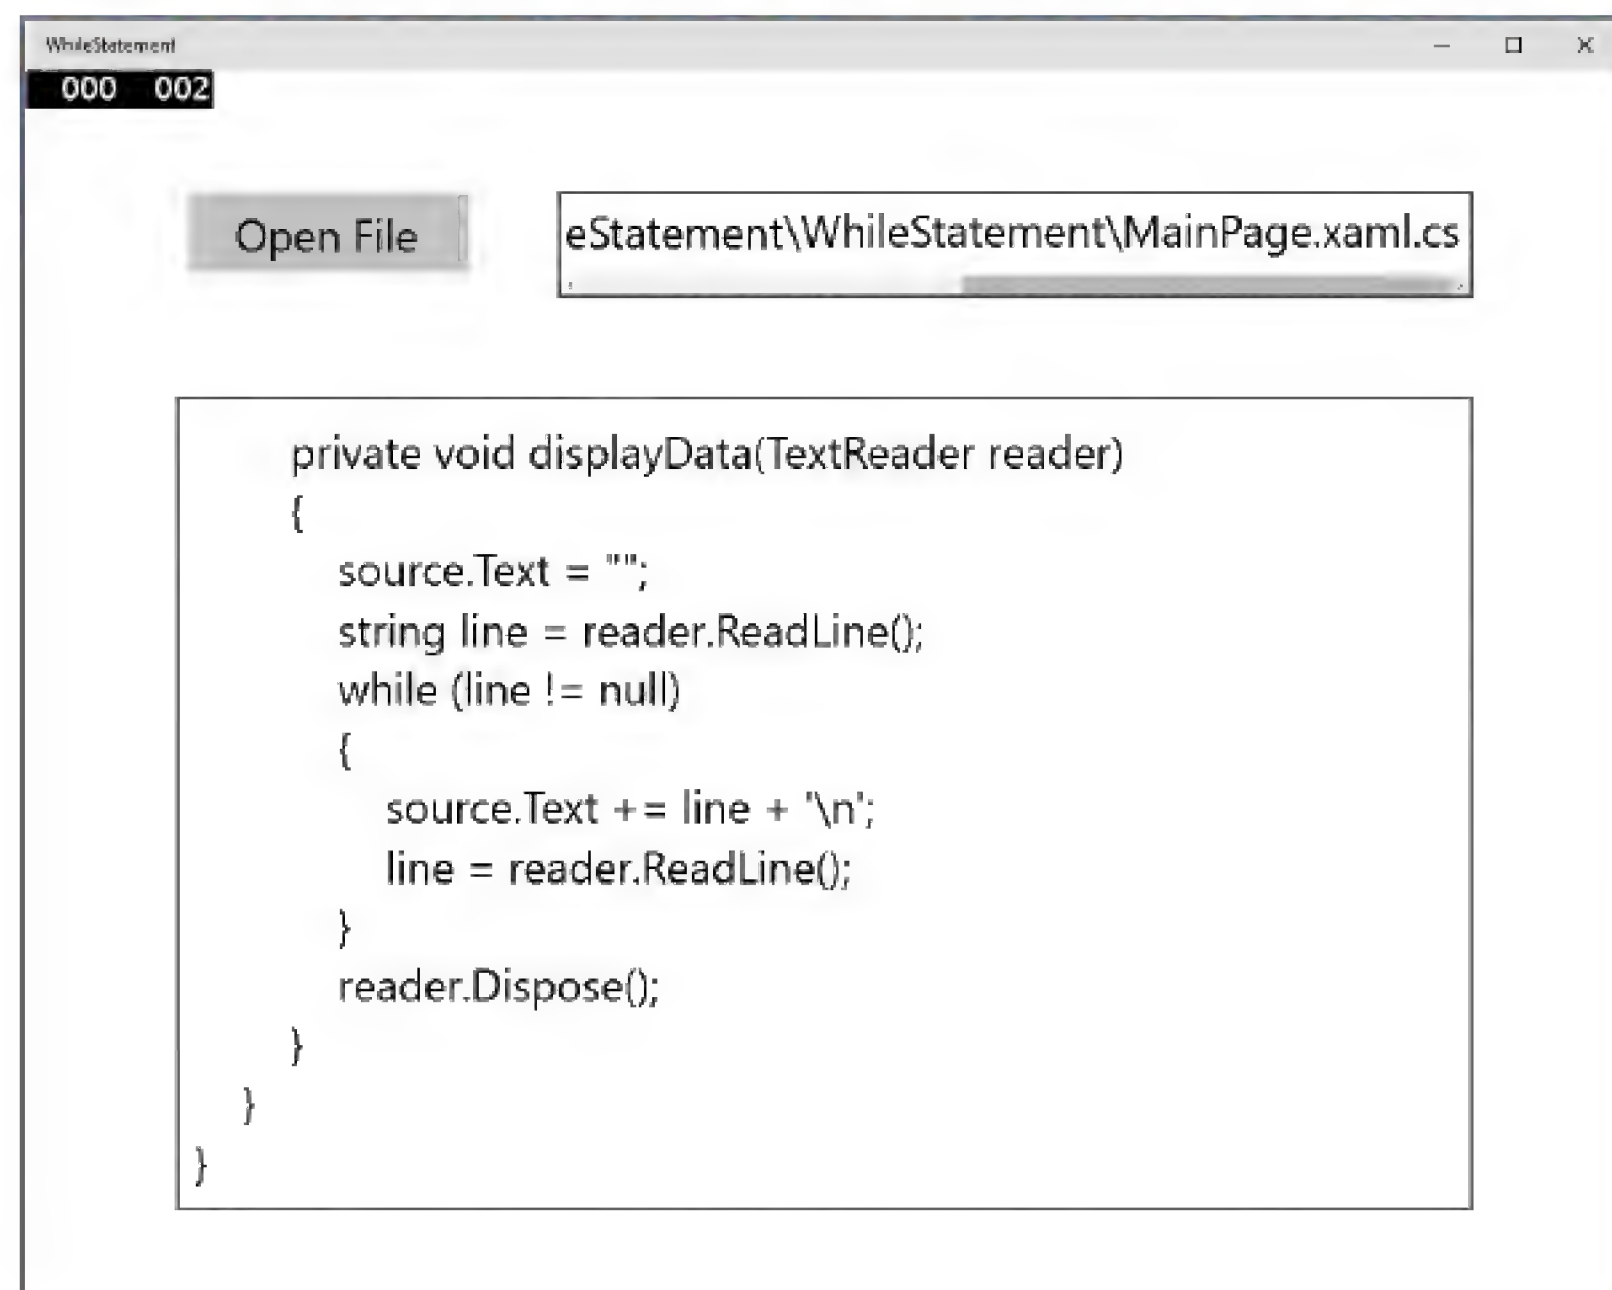 WhileStatement
000 002
Open File
eStatement\WhileStatement\MainPage.xaml.cs
private void displayData(TextReader reader)
{
source.Text = "";
string line = reader.ReadLine();
while (line != null)
{
source.Text += line + '\n';
line = reader.ReadLine();
}
reader.Dispose();
}
}
}